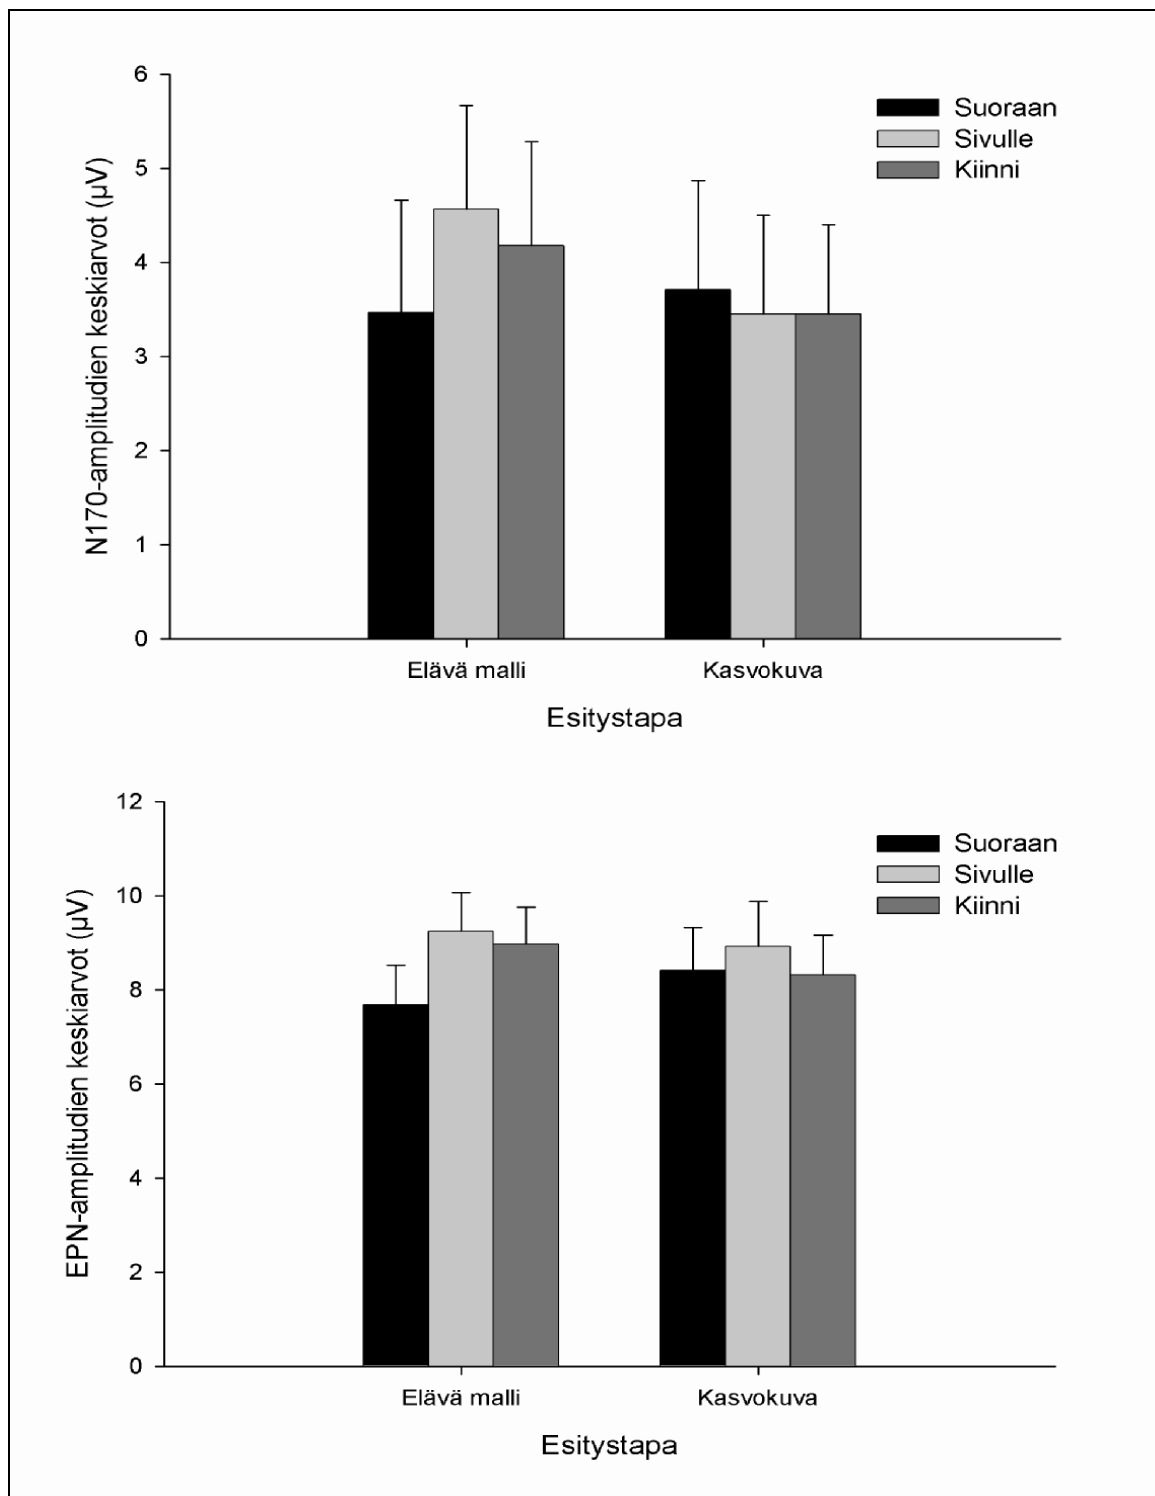 N170-amplitudien keskiarvot (µV)
6
5
4
3
2
1
0
Suoraan
Sivulle
Kiinni
Elävä malli
Kasvokuva
Esitystapa
EPN-amplitudien keskiarvot (µV)
12
10
8
6
4
2
0
Suoraan
Sivulle
Kiinni
Elävä malli
Kasvokuva
Esitystapa